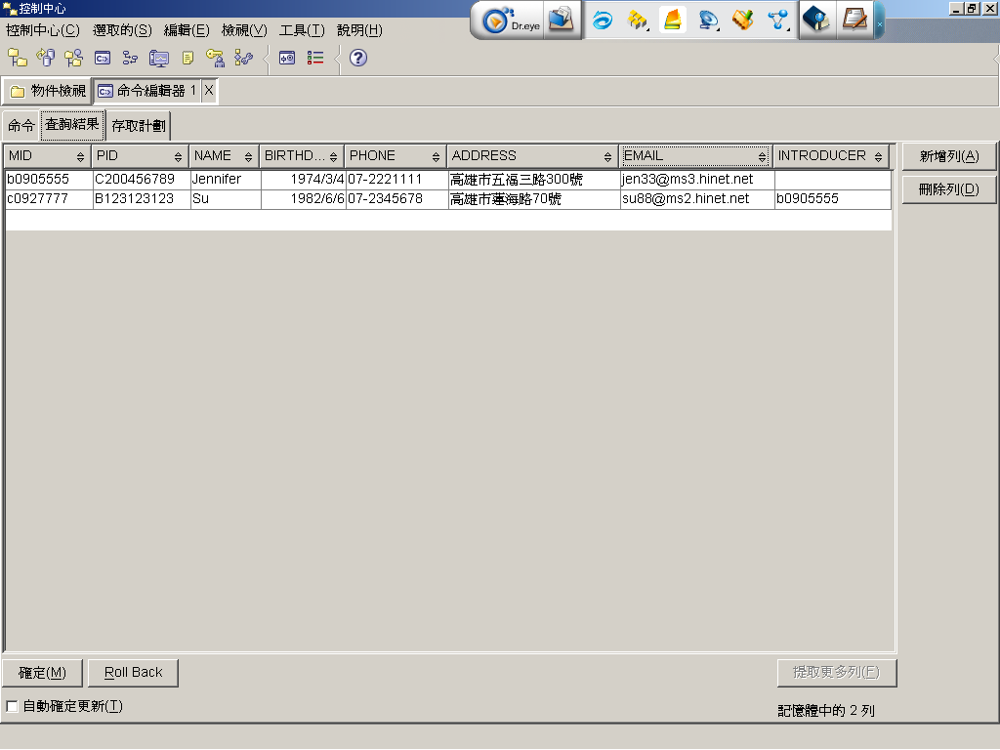 控制中心
Dr.eye
控制中心(C) 選取的(S) 編輯(E) 檢視(V) 工具(T) 說明(H)
物件檢視 命令編輯器 1 X
命令 查詢結果 存取計劃
MID PID NAME BIRTHD... PHONE ADDRESS EMAIL INTRODUCER
b0905555 C200456789 Jennifer 1974/3/4 07-2221111 高雄市五福三路300號 jen33@ms3.hinet.net
c0927777 B123123123 Su 1982/6/6 07-2345678 高雄市蓮海路70號 su88@ms2.hinet.net b0905555
新增列(A)
刪除列(D)
確定(M) Roll Back 提取更多列(F)
自動確定更新(T)
記憶體中的 2 列